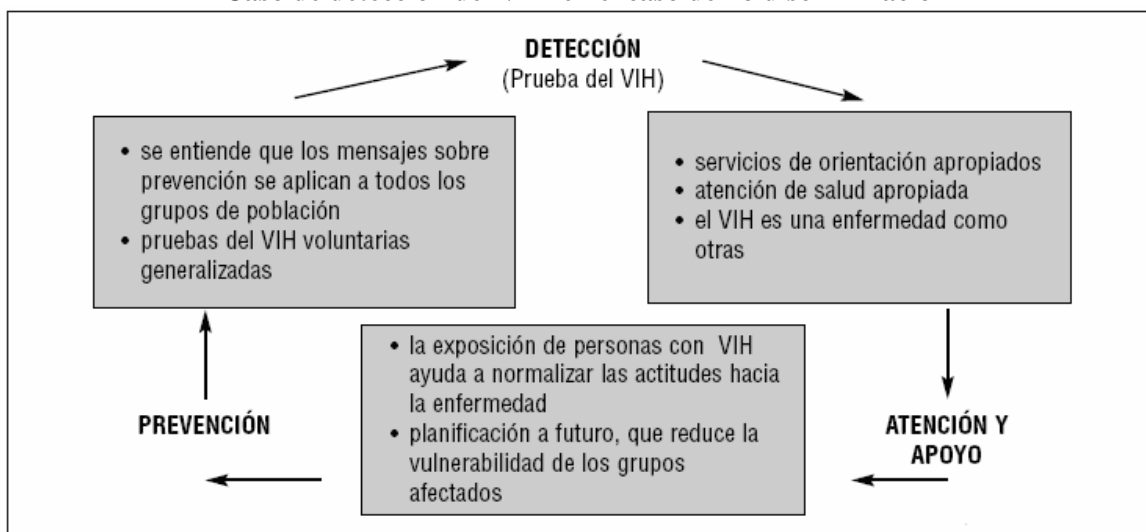 DETECCIÓN
(Prueba del VIH)
• se entiende que los mensajes sobre
prevención se aplican a todos los
grupos de población
• pruebas del VIH voluntarias
generalizadas
• servicios de orientación apropiados
• atención de salud apropiada
• el VIH es una enfermedad como
otras
• la exposición de personas con VIH
ayuda a normalizar las actitudes hacia
la enfermedad
• planificación a futuro, que reduce la
vulnerabilidad de los grupos
afectados
PREVENCIÓN
ATENCIÓN Y
APOYO